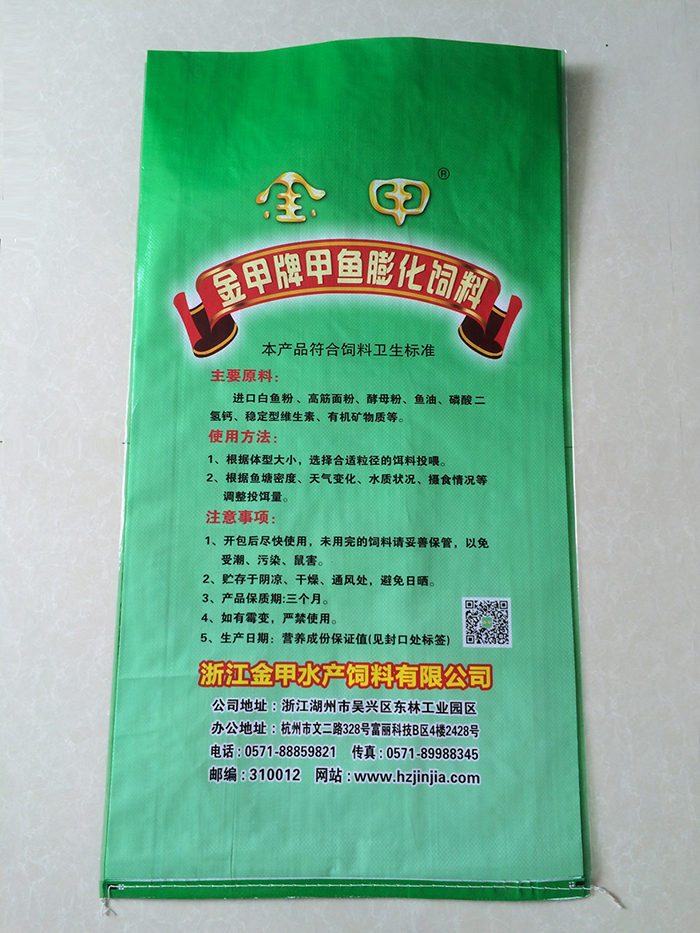 金甲®
金甲牌甲鱼膨化饲料
本产品符合饲料卫生标准
主要原料：
进口白鱼粉、高筋面粉、酵母粉、鱼油、磷酸二
氢钙、稳定型维生素、有机矿物质等。
使用方法：
1、根据体型大小，选择合适粒径的饵料投喂。
2、根据鱼塘密度、天气变化、水质状况、摄食情况等
调整投饵量。
注意事项：
1、开包后尽快使用，未用完的饲料请妥善保管，以免
受潮、污染、鼠害。
2、贮存于阴凉、干燥、通风处，避免日晒。
3、产品保质期:三个月。
4、如有霉变，严禁使用。
5、生产日期：营养成份保证值(见封口处标签)
浙江金甲水产饲料有限公司
公司地址：浙江湖州市吴兴区东林工业园区
办公地址：杭州市文二路328号富丽科技B区4楼2428号
电话：0571-88859821 传真：0571-89988345
邮编：310012 网站：www.hzjinjia.com